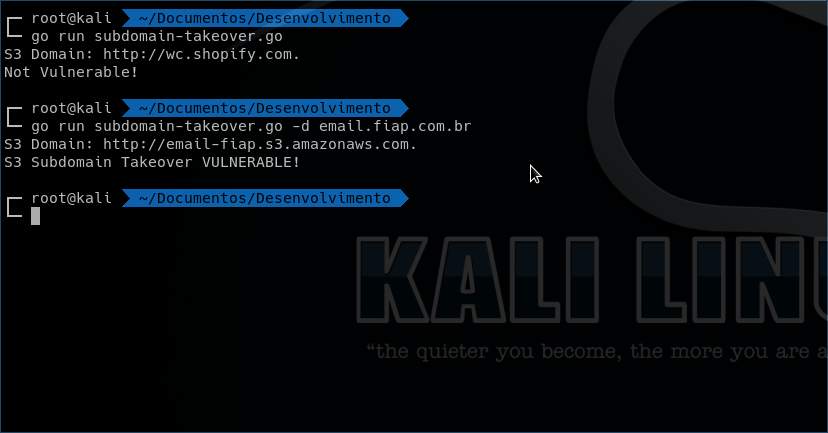 root@kali ~/Documentos/Desenvolvimento
go run subdomain-takeover.go
S3 Domain: http://wc.shopify.com.
Not Vulnerable!
root@kali ~/Documentos/Desenvolvimento
go run subdomain-takeover.go -d email.fiap.com.br
S3 Domain: http://email-fiap.s3.amazonaws.com.
S3 Subdomain Takeover VULNERABLE!
root@kali ~/Documentos/Desenvolvimento
KALI LINU
“the quieter you become, the more you are a